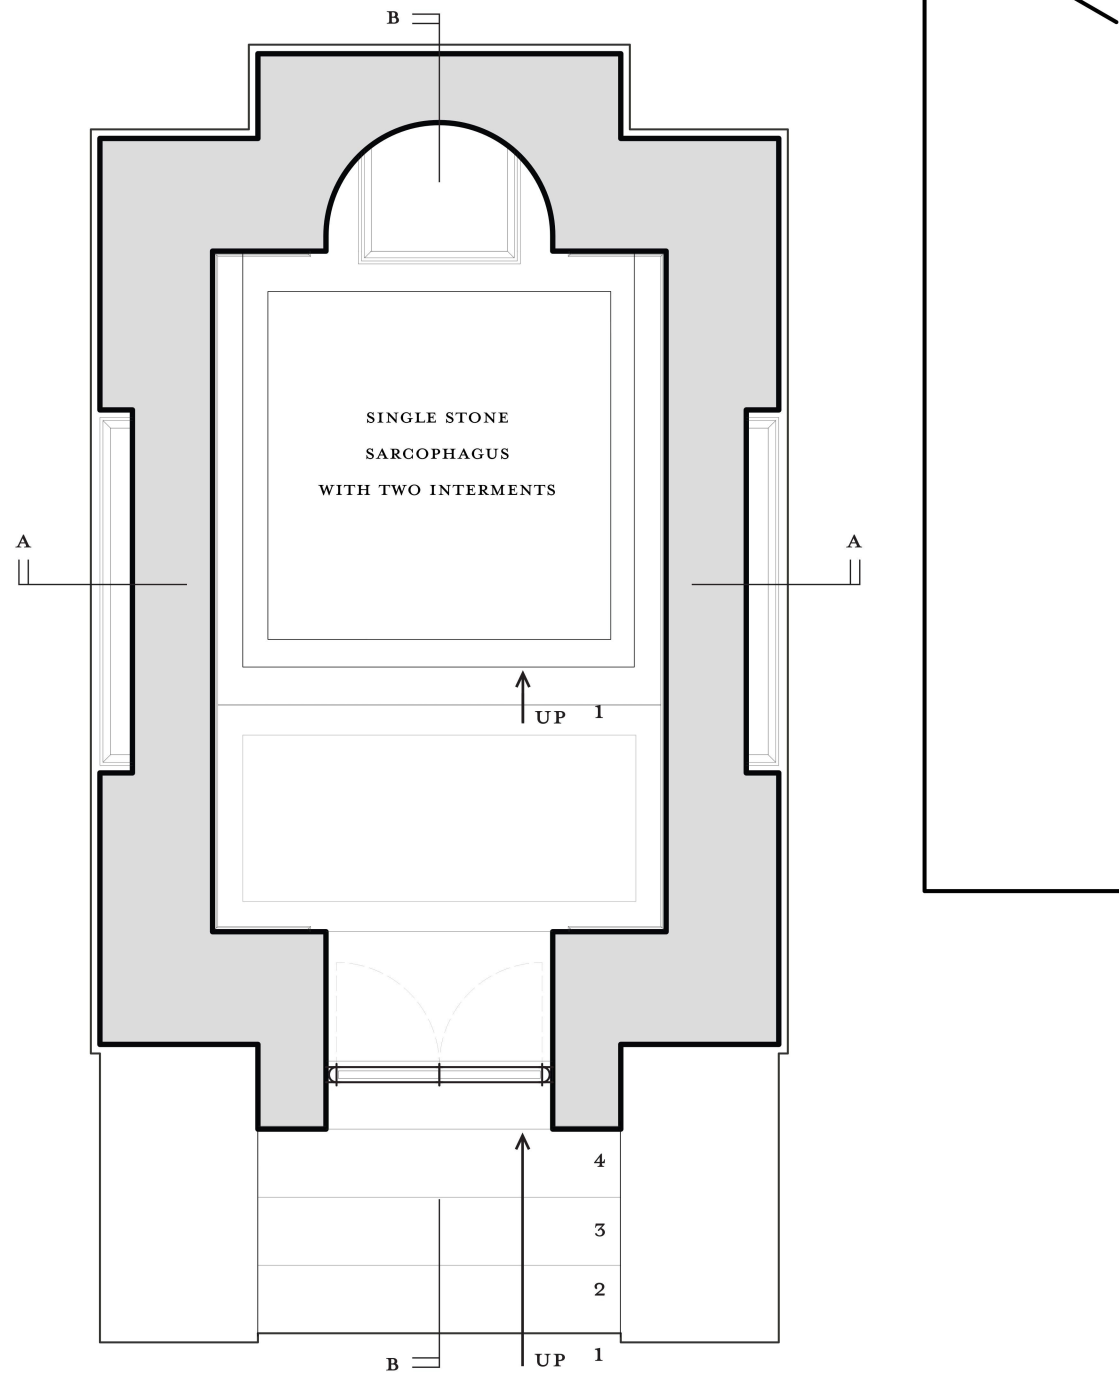 B
SINGLE STONE
SARCOPHAGUS
WITH TWO INTERMENTS
A A
UP 1
4
3
2
B UP 1